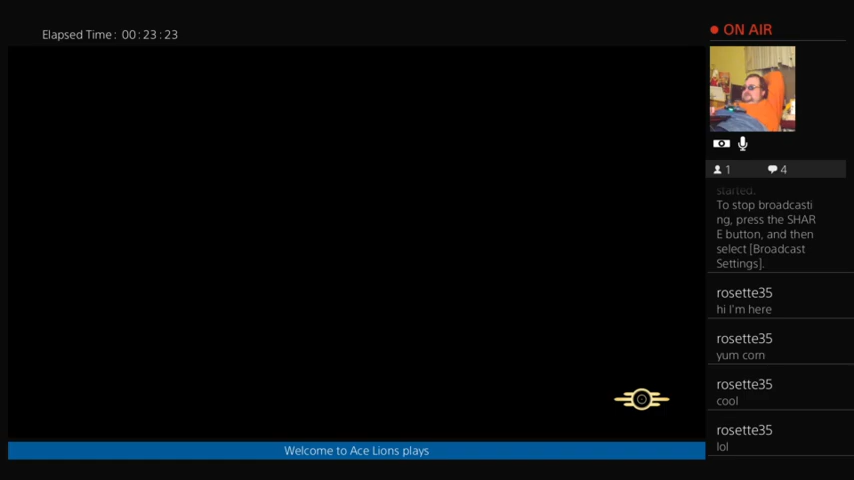 Elapsed Time: 00:23:23
ON AIR
1
4
started.
To stop broadcasti
ng, press the SHAR
E button, and then
select [Broadcast
Settings].
rosette35
hi I'm here
rosette35
yum corn
rosette35
cool
rosette35
lol
Welcome to Ace Lions plays